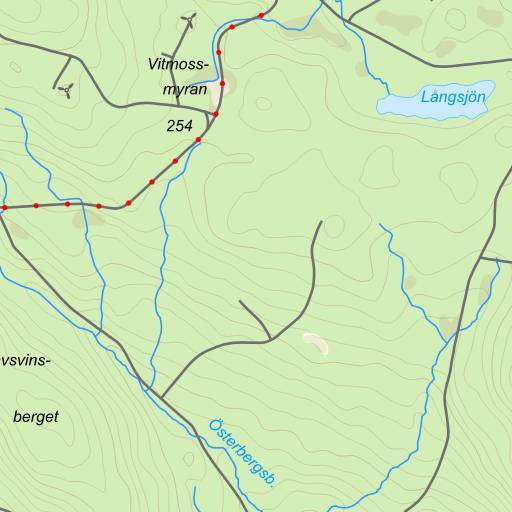 Vitmoss-
myran
Långsjön
254
vsvins-
berget
Österbergsb.